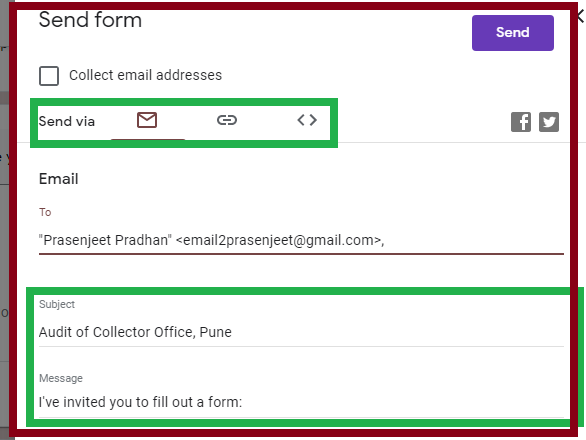 Send form
Send
Collect email addresses
Send via
Email
To
"Prasenjeet Pradhan" <email2prasenjeet@gmail.com>,
Subject
Audit of Collector Office, Pune
Message
I've invited you to fill out a form: